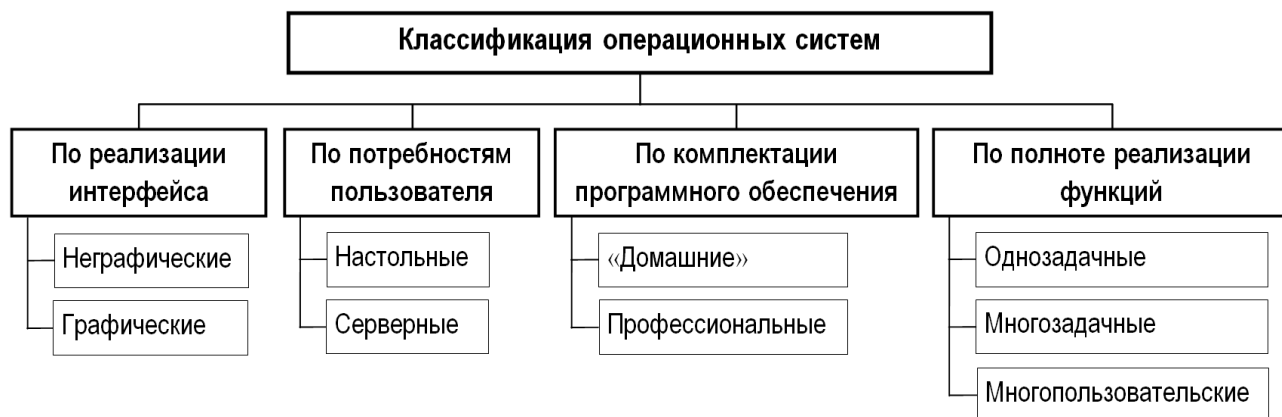 Классификация операционных систем
По реализации
интерфейса
Неграфические
Графические
По потребностям
пользователя
Настольные
Серверные
По комплектации
программного обеспечения
«Домашние»
Профессиональные
По полноте реализации
функций
Однозадачные
Многозадачные
Многопользовательские